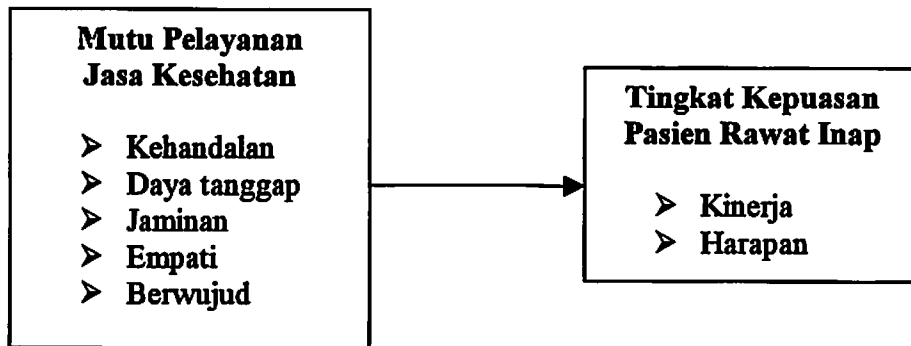 Mutu Pelayanan
Jasa Kesehatan
➤ Kehandalan
➤ Daya tanggap
➤ Jaminan
➤ Empati
➤ Berwujud
Tingkat Kepuasan
Pasien Rawat Inap
➤ Kinerja
➤ Harapan